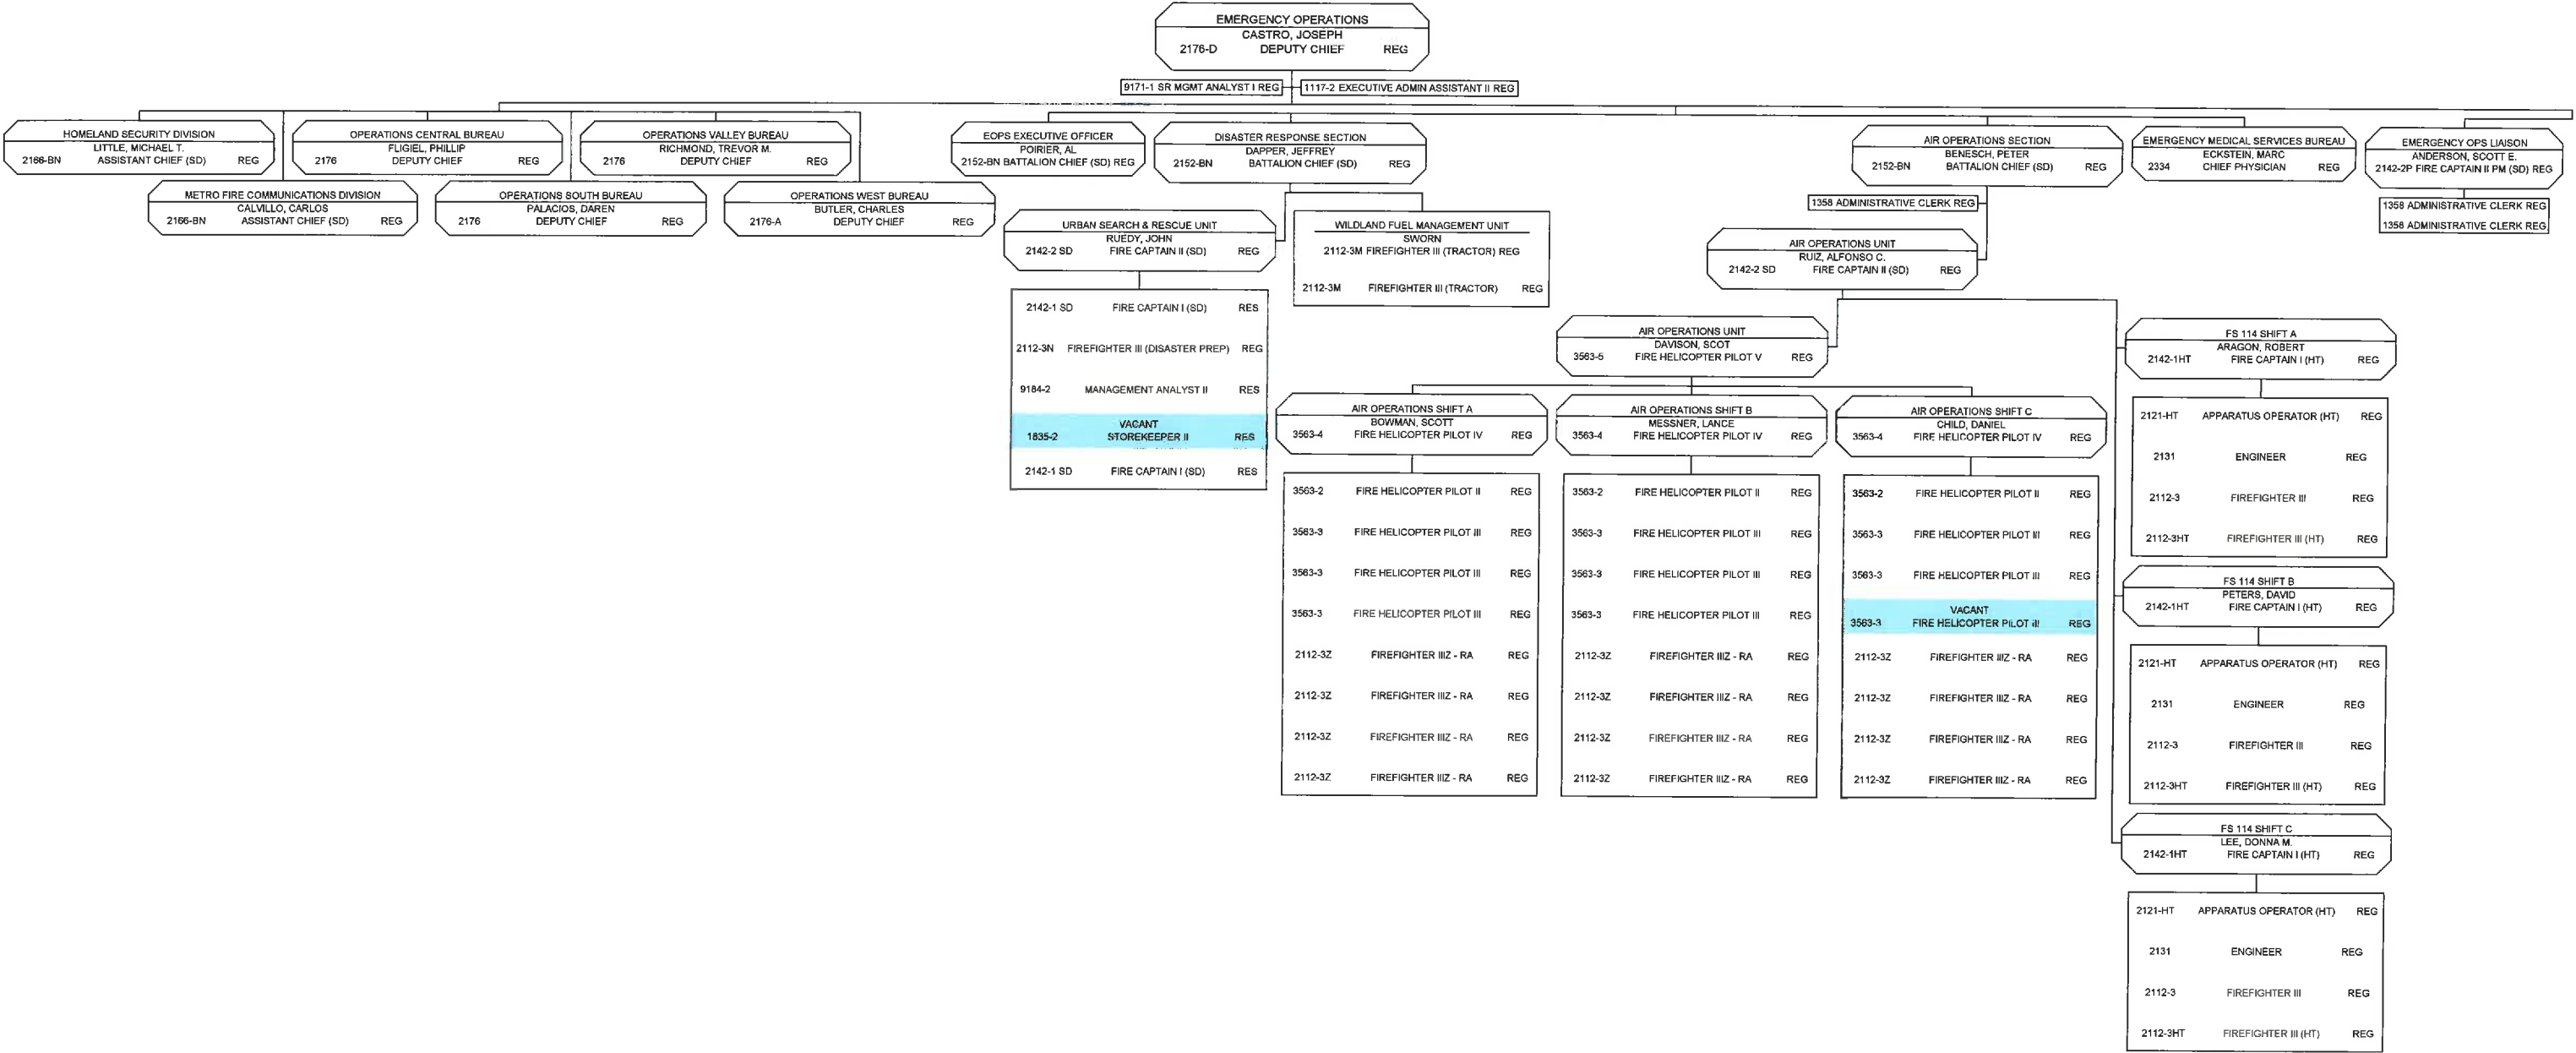 EMERGENCY OPERATIONS
CASTRO, JOSEPH
2176-D DEPUTY CHIEF REG
9171-1 SR MGMT ANALYST I REG
1117-2 EXECUTIVE ADMIN ASSISTANT II REG
HOMELAND SECURITY DIVISION
LITTLE, MICHAEL T.
2166-BN ASSISTANT CHIEF (SD) REG
OPERATIONS CENTRAL BUREAU
FLIGIEL, PHILLIP
2176 DEPUTY CHIEF REG
OPERATIONS VALLEY BUREAU
RICHMOND, TREVOR M.
2176 DEPUTY CHIEF REG
METRO FIRE COMMUNICATIONS DIVISION
CALVILLO, CARLOS
2166-BN ASSISTANT CHIEF (SD) REG
OPERATIONS SOUTH BUREAU
PALACIOS, DAREN
2176 DEPUTY CHIEF REG
OPERATIONS WEST BUREAU
BUTLER, CHARLES
2176-A DEPUTY CHIEF REG
EOPS EXECUTIVE OFFICER
POIRIER, AL
2152-BN BATTALION CHIEF (SD) REG
DISASTER RESPONSE SECTION
DAPPER, JEFFREY
2152-BN BATTALION CHIEF (SD) REG
URBAN SEARCH & RESCUE UNIT
RUEDY, JOHN
2142-2 SD FIRE CAPTAIN II (SD) REG
2142-1 SD FIRE CAPTAIN I (SD) RES
2112-3N FIREFIGHTER III (DISASTER PREP) REG
9184-2 MANAGEMENT ANALYST II RES
VACANT
1835-2 STOREKEEPER II RES
2142-1 SD FIRE CAPTAIN I (SD) RES
WILDLAND FUEL MANAGEMENT UNIT
SWORN
2112-3M FIREFIGHTER III (TRACTOR) REG
2112-3M FIREFIGHTER III (TRACTOR) REG
AIR OPERATIONS SECTION
BENESCH, PETER
2152-BN BATTALION CHIEF (SD) REG
1358 ADMINISTRATIVE CLERK REG
AIR OPERATIONS UNIT
RUIZ, ALFONSO C.
2142-2 SD FIRE CAPTAIN II (SD) REG
AIR OPERATIONS UNIT
DAVISON, SCOT
3563-5 FIRE HELICOPTER PILOT V REG
AIR OPERATIONS SHIFT A
BOWMAN, SCOTT
3563-4 FIRE HELICOPTER PILOT IV REG
3563-2 FIRE HELICOPTER PILOT II REG
3563-3 FIRE HELICOPTER PILOT III REG
3563-3 FIRE HELICOPTER PILOT III REG
3563-3 FIRE HELICOPTER PILOT III REG
2112-3Z FIREFIGHTER IIIZ - RA REG
2112-3Z FIREFIGHTER IIIZ - RA REG
2112-3Z FIREFIGHTER IIIZ - RA REG
2112-3Z FIREFIGHTER IIIZ - RA REG
AIR OPERATIONS SHIFT B
MESSNER, LANCE
3563-4 FIRE HELICOPTER PILOT IV REG
3563-2 FIRE HELICOPTER PILOT II REG
3563-3 FIRE HELICOPTER PILOT III REG
3563-3 FIRE HELICOPTER PILOT III REG
3563-3 FIRE HELICOPTER PILOT III REG
2112-3Z FIREFIGHTER IIIZ - RA REG
2112-3Z FIREFIGHTER IIIZ - RA REG
2112-3Z FIREFIGHTER IIIZ - RA REG
2112-3Z FIREFIGHTER IIIZ - RA REG
AIR OPERATIONS SHIFT C
CHILD, DANIEL
3563-4 FIRE HELICOPTER PILOT IV REG
3563-2 FIRE HELICOPTER PILOT II REG
3563-3 FIRE HELICOPTER PILOT III REG
3563-3 FIRE HELICOPTER PILOT III REG
VACANT
3563-3 FIRE HELICOPTER PILOT III REG
2112-3Z FIREFIGHTER IIIZ - RA REG
2112-3Z FIREFIGHTER IIIZ - RA REG
2112-3Z FIREFIGHTER IIIZ - RA REG
2112-3Z FIREFIGHTER IIIZ - RA REG
FS 114 SHIFT A
ARAGON, ROBERT
2142-1HT FIRE CAPTAIN I (HT) REG
2121-HT APPARATUS OPERATOR (HT) REG
2131 ENGINEER REG
2112-3 FIREFIGHTER III REG
2112-3HT FIREFIGHTER III (HT) REG
FS 114 SHIFT B
PETERS, DAVID
2142-1HT FIRE CAPTAIN I (HT) REG
2121-HT APPARATUS OPERATOR (HT) REG
2131 ENGINEER REG
2112-3 FIREFIGHTER III REG
2112-3HT FIREFIGHTER III (HT) REG
FS 114 SHIFT C
LEE, DONNA M.
2142-1HT FIRE CAPTAIN I (HT) REG
2121-HT APPARATUS OPERATOR (HT) REG
2131 ENGINEER REG
2112-3 FIREFIGHTER III REG
2112-3HT FIREFIGHTER III (HT) REG
EMERGENCY MEDICAL SERVICES BUREAU
ECKSTEIN, MARC
2334 CHIEF PHYSICIAN REG
EMERGENCY OPS LIAISON
ANDERSON, SCOTT E.
2142-2P FIRE CAPTAIN II PM (SD) REG
1358 ADMINISTRATIVE CLERK REG
1358 ADMINISTRATIVE CLERK REG